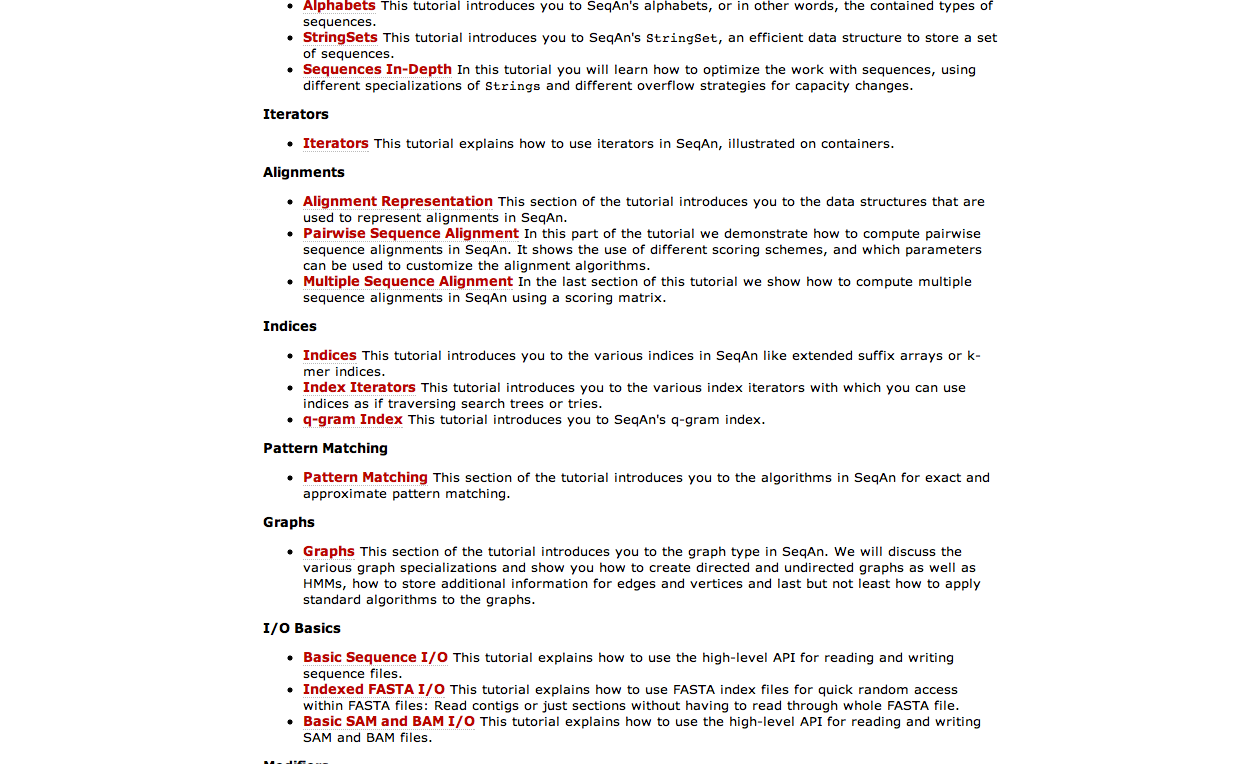 Alphabets This tutorial introduces you to SeqAn's alphabets, or in other words, the contained types of
sequences.
StringSets This tutorial introduces you to SeqAn's StringSet, an efficient data structure to store a set
of sequences.
Sequences In-Depth In this tutorial you will learn how to optimize the work with sequences, using
different specializations of Strings and different overflow strategies for capacity changes.
Iterators
Iterators This tutorial explains how to use iterators in SeqAn, illustrated on containers.
Alignments
Alignment Representation This section of the tutorial introduces you to the data structures that are
used to represent alignments in SeqAn.
Pairwise Sequence Alignment In this part of the tutorial we demonstrate how to compute pairwise
sequence alignments in SeqAn. It shows the use of different scoring schemes, and which parameters
can be used to customize the alignment algorithms.
Multiple Sequence Alignment In the last section of this tutorial we show how to compute multiple
sequence alignments in SeqAn using a scoring matrix.
Indices
Indices This tutorial introduces you to the various indices in SeqAn like extended suffix arrays or k-
mer indices.
Index Iterators This tutorial introduces you to the various index iterators with which you can use
indices as if traversing search trees or tries.
q-gram Index This tutorial introduces you to SeqAn's q-gram index.
Pattern Matching
Pattern Matching This section of the tutorial introduces you to the algorithms in SeqAn for exact and
approximate pattern matching.
Graphs
Graphs This section of the tutorial introduces you to the graph type in SeqAn. We will discuss the
various graph specializations and show you how to create directed and undirected graphs as well as
HMMs, how to store additional information for edges and vertices and last but not least how to apply
standard algorithms to the graphs.
I/O Basics
Basic Sequence I/O This tutorial explains how to use the high-level API for reading and writing
sequence files.
Indexed FASTA I/O This tutorial explains how to use FASTA index files for quick random access
within FASTA files: Read contigs or just sections without having to read through whole FASTA file.
Basic SAM and BAM I/O This tutorial explains how to use the high-level API for reading and writing
SAM and BAM files.
Modifiers